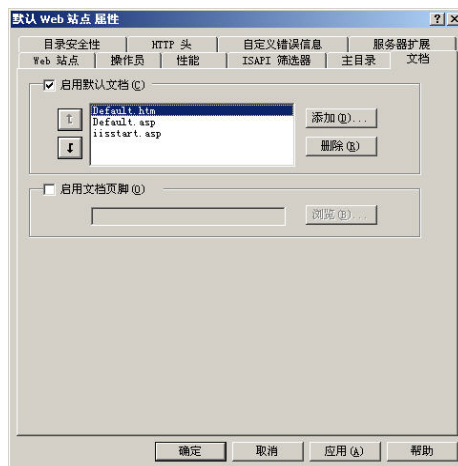 默认 Web 站点 属性
目录安全性 HTTP 头 自定义错误信息 服务器扩展
Web 站点 操作员 性能 ISAPI 筛选器 主目录 文档
启用默认文档(C)
Default.htm
Default.asp
iisstart.asp
添加(D)...
删除(R)
启用文档页脚(O)
浏览(B)...
确定 取消 应用(A) 帮助